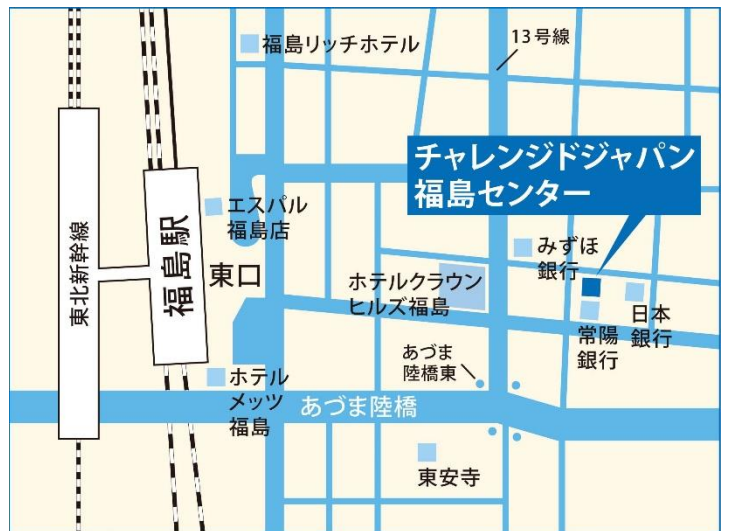 福島リッチホテル
13号線
チャレンジドジャパン
福島センター
エスパル
福島店
東北新幹線
福島駅
東口
みずほ
銀行
ホテルクラウン
ヒルズ福島
日本
銀行
常陽
銀行
あづま
陸橋東
ホテル
メッツ
福島
あづま陸橋
東安寺